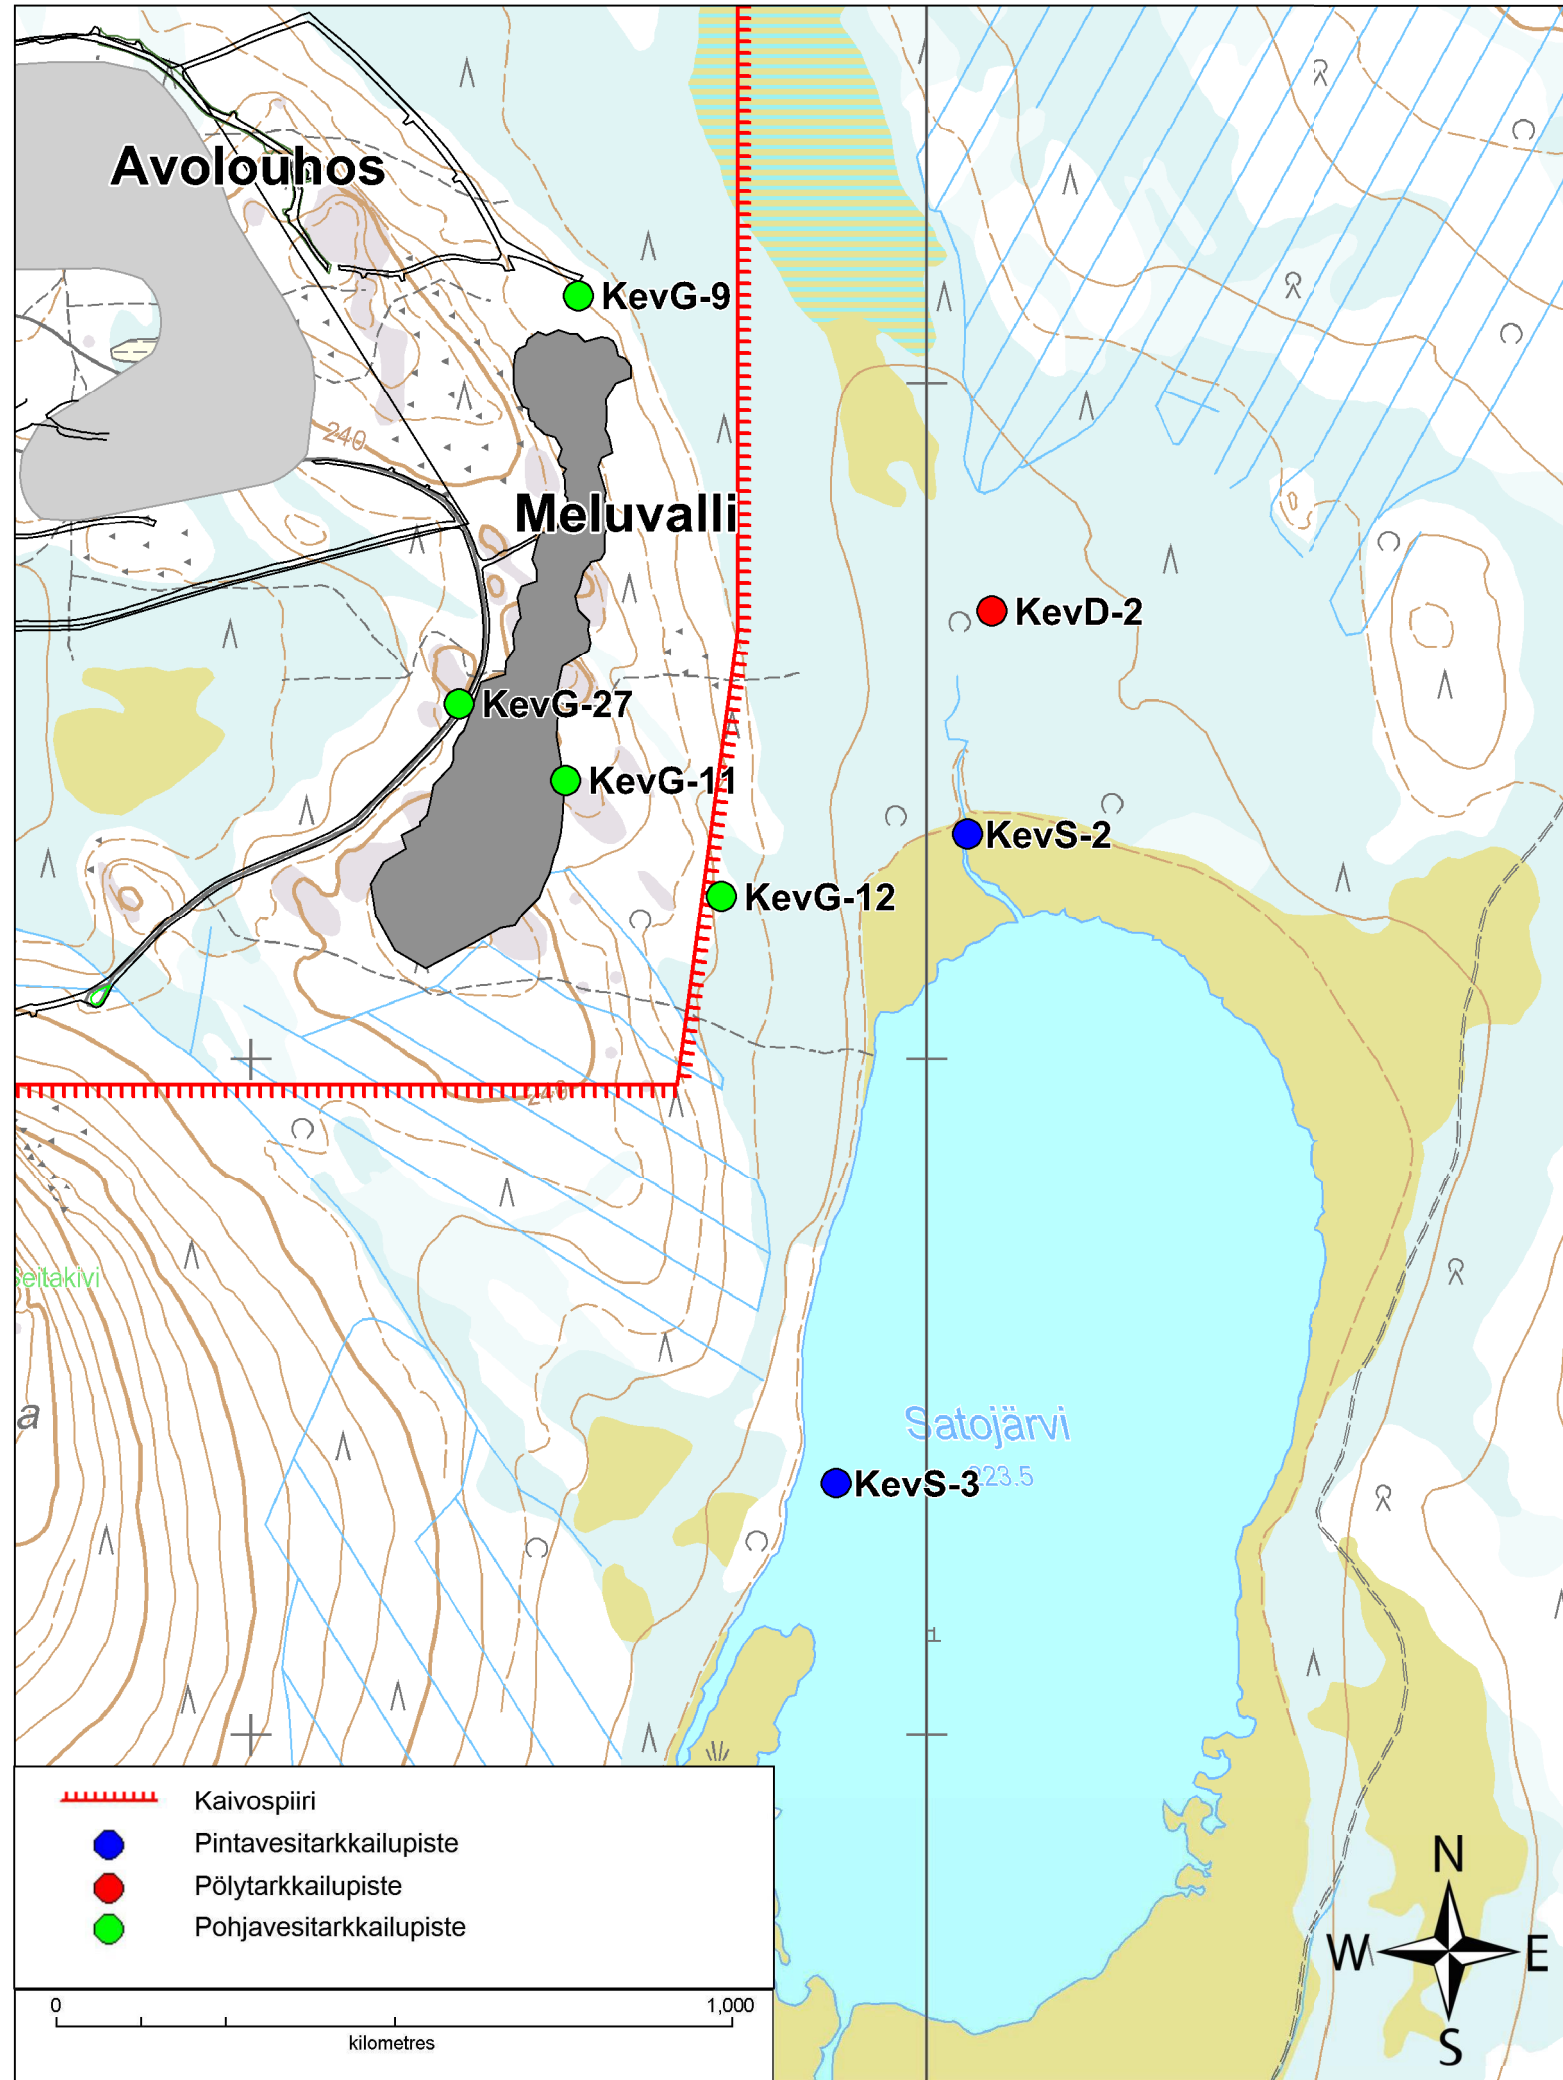 Avolouhos
KevG-9
240
Meluvalli
KevD-2
KevG-27
KevG-11
KevS-2
KevG-12
240
Seitakivi
a
Satojärvi
KevS-3
223.5
1
Kaivospiiri
Pintavesitarkkailupiste
Pölytarkkailupiste
Pohjavesitarkkailupiste
0 1,000
kilometres
N
W E
S